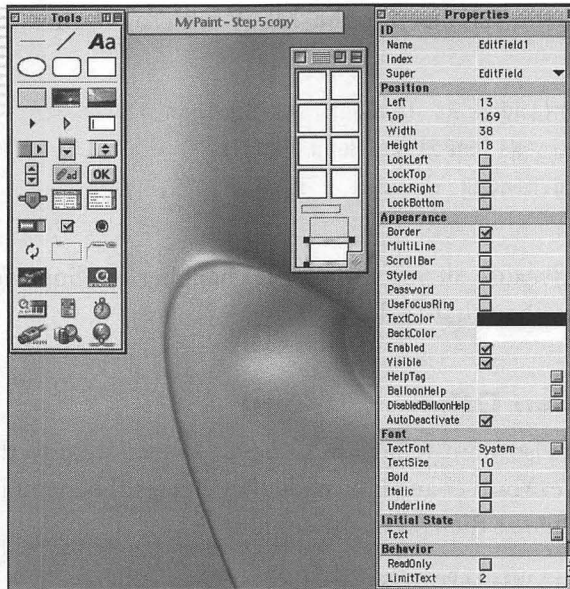 Tools
Aa
ad
OK
MyPaint - Step 5 copy
Properties
ID
Name EditField1
Index
Super EditField
Position
Left 13
Top 169
Width 38
Height 18
LockLeft
LockTop
LockRight
LockBottom
Appearance
Border
MultiLine
ScrollBar
Styled
Password
UseFocusRing
TextColor
BackColor
Enabled
Visible
HelpTag
BalloonHelp
DisabledBalloonHelp
AutoDeactivate
Font
TextFont System
TextSize 10
Bold
Italic
Underline
Initial State
Text
Behavior
ReadOnly
LimitText 2